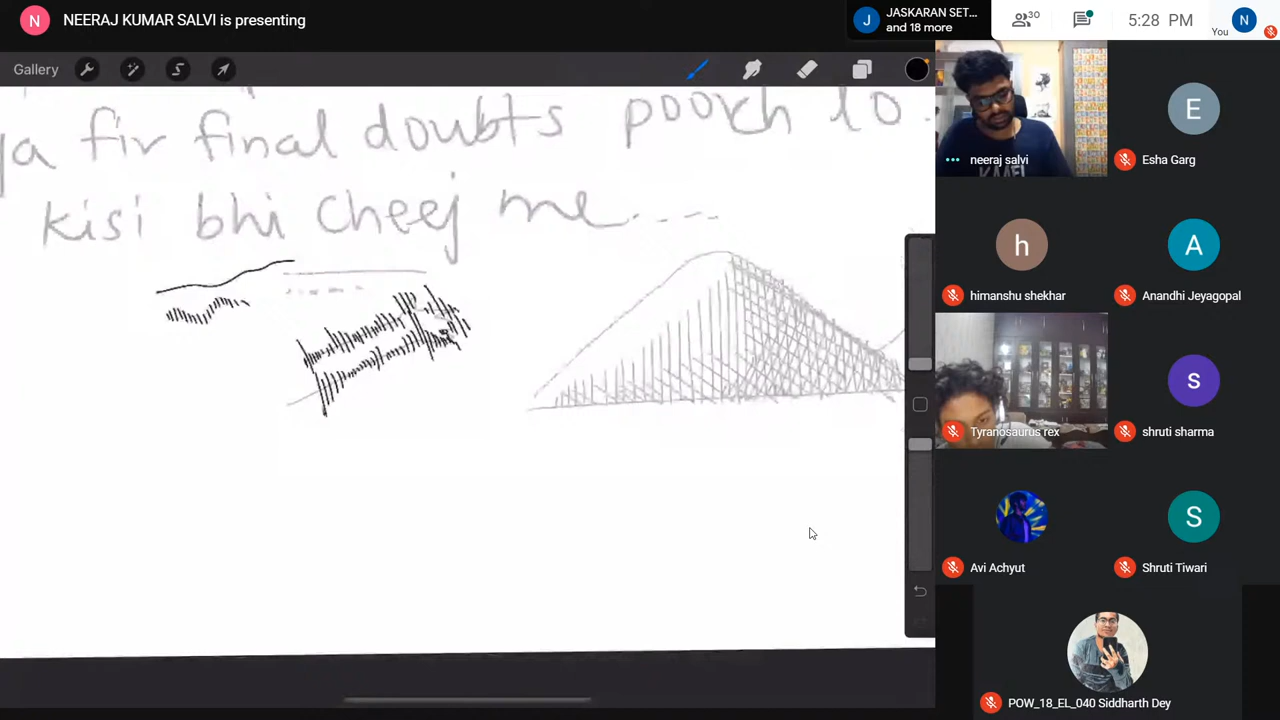 N NEERAJ KUMAR SALVI is presenting
J JASKARAN SET...
and 18 more
30
5:28 PM
You
N
Gallery
ya fir final doubts pooch lo.
kisi bhi cheej me.....
neeraj salvi
E
Esha Garg
h
himanshu shekhar
A
Anandhi Jeyagopal
Tyranosaurus rex
s
shruti sharma
Avi Achyut
S
Shruti Tiwari
POW_18_EL_040 Siddharth Dey